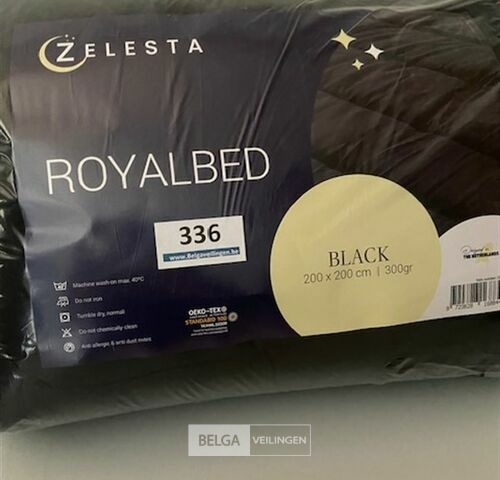 ZELESTA
ROYALBED
336
www.Belgaveilingen.be
BLACK
200 x 200 cm | 300gr
THE NETHERLANDS
Machine wash on max. 40°C
Do not iron
Tumble dry, normall
Do not chemically clean
Anti allergic & anti dust mites
OEKO-TEX
STANDARD 100
BELGA VEILINGEN